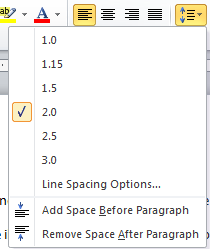 ab
A
1.0
1.15
1.5
2.0
2.5
3.0
Line Spacing Options...
Add Space Before Paragraph
Remove Space After Paragraph